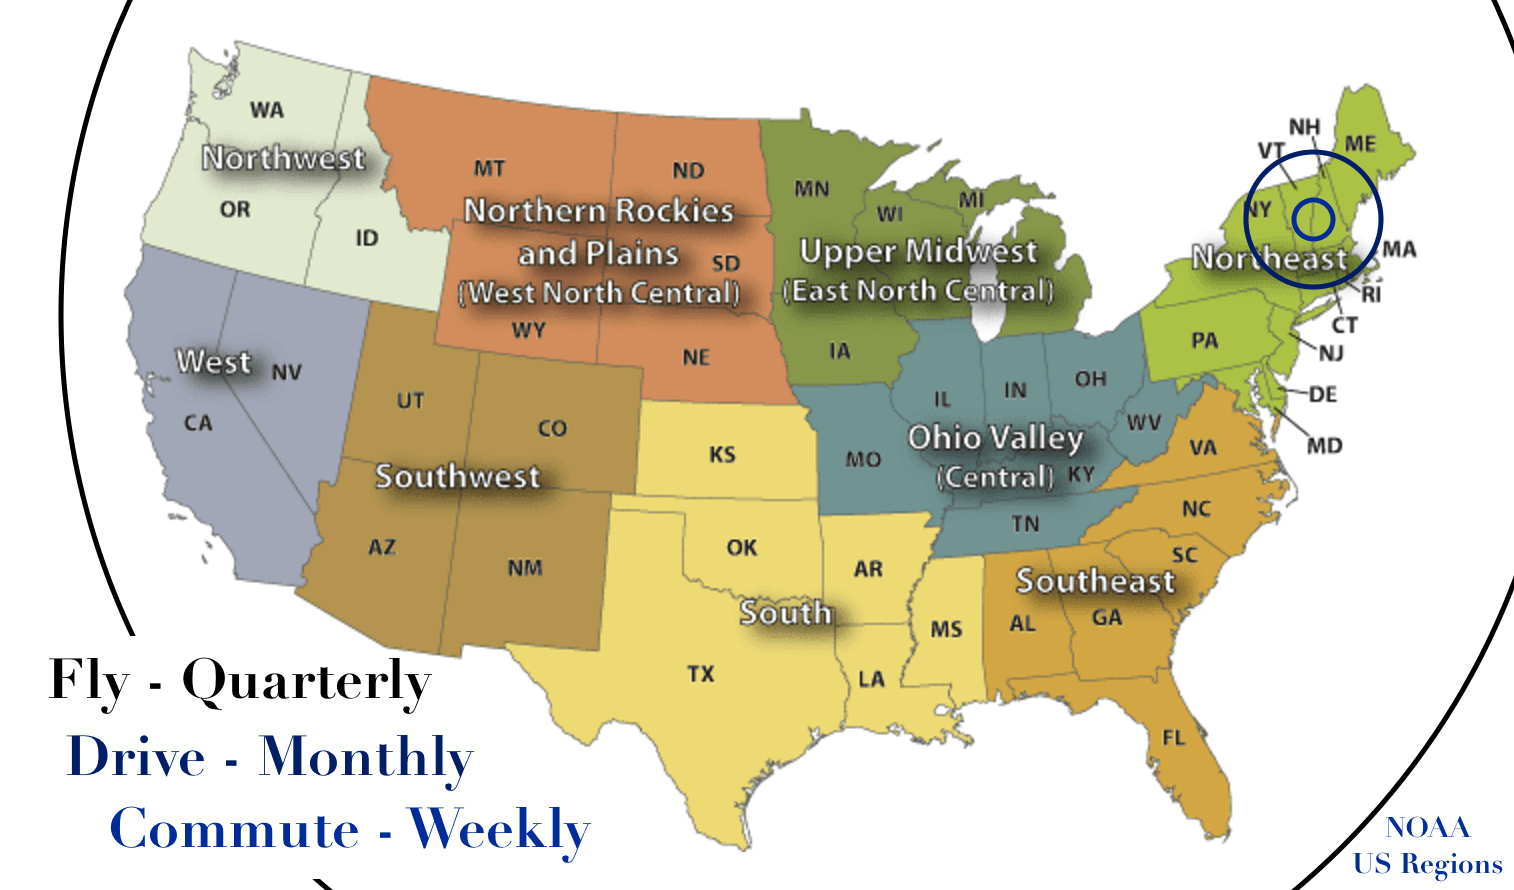 NH
ME
VT
WA
Northwest
MT
ND
MN
MI
WI
NY
OR
ID
Northern Rockies
and Plains
(West North Central)
SD
Upper Midwest
(East North Central)
Northeast
MA
RI
CT
WY
NE
IA
PA
NJ
West
NV
CA
UT
CO
IL
IN
OH
DE
WV
MD
KS
MO
Ohio Valley
(Central)
KY
VA
Southwest
NC
TN
AZ
NM
OK
AR
SC
Southeast
South
MS
AL
GA
TX
LA
FL
Fly - Quarterly
Drive - Monthly
Commute - Weekly
NOAA
US Regions